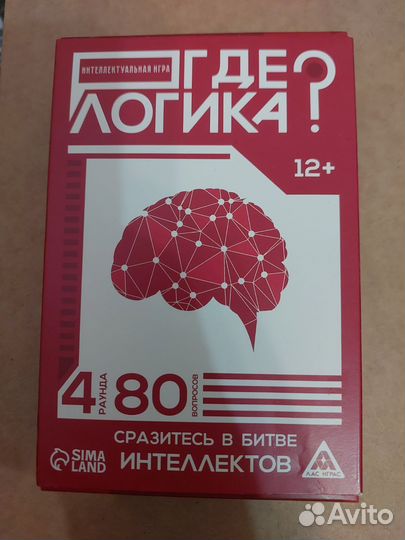 ИНТЕЛЛЕКТУАЛЬНАЯ ИГРА
ГДЕ
ЛОГИКА?
12+
4 РАУНДА 80 ВОПРОСОВ
СРАЗИТЕСЬ В БИТВЕ
ИНТЕЛЛЕКТОВ
SIMA LAND
ЛАС ИГРАС
Avito